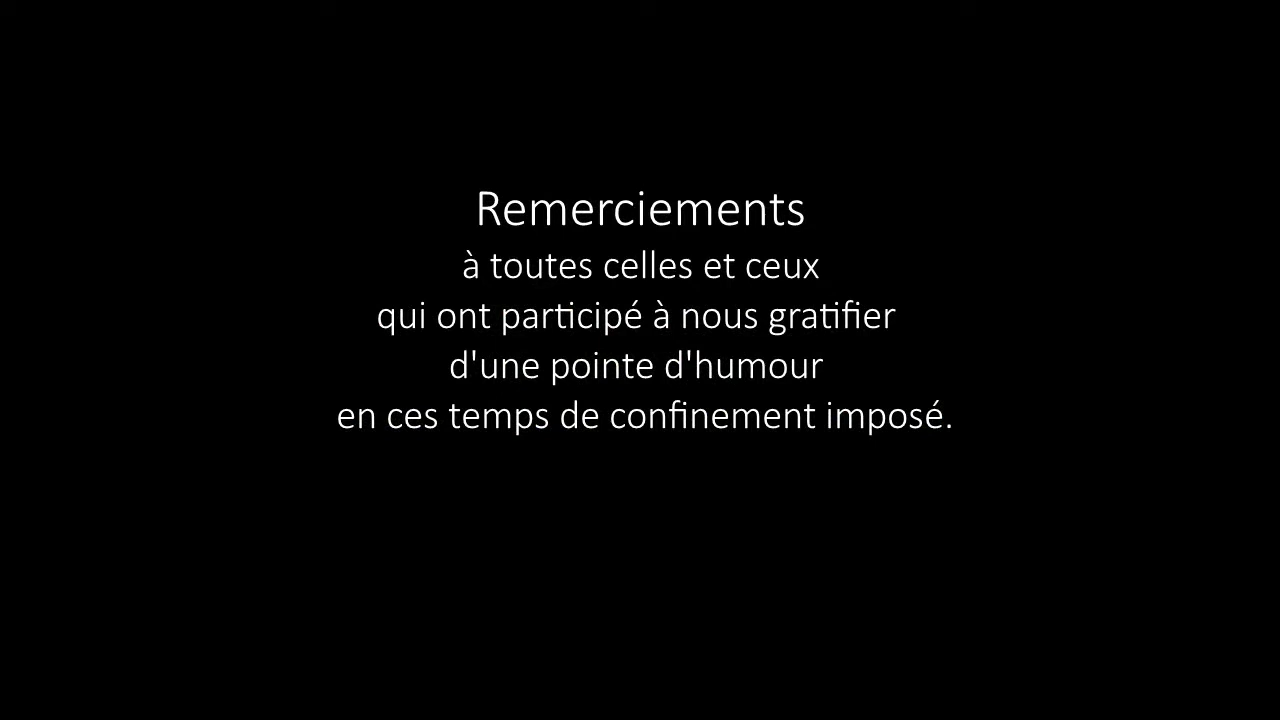 Remerciements
à toutes celles et ceux
qui ont participé à nous gratifier
d'une pointe d'humour
en ces temps de confinement imposé.